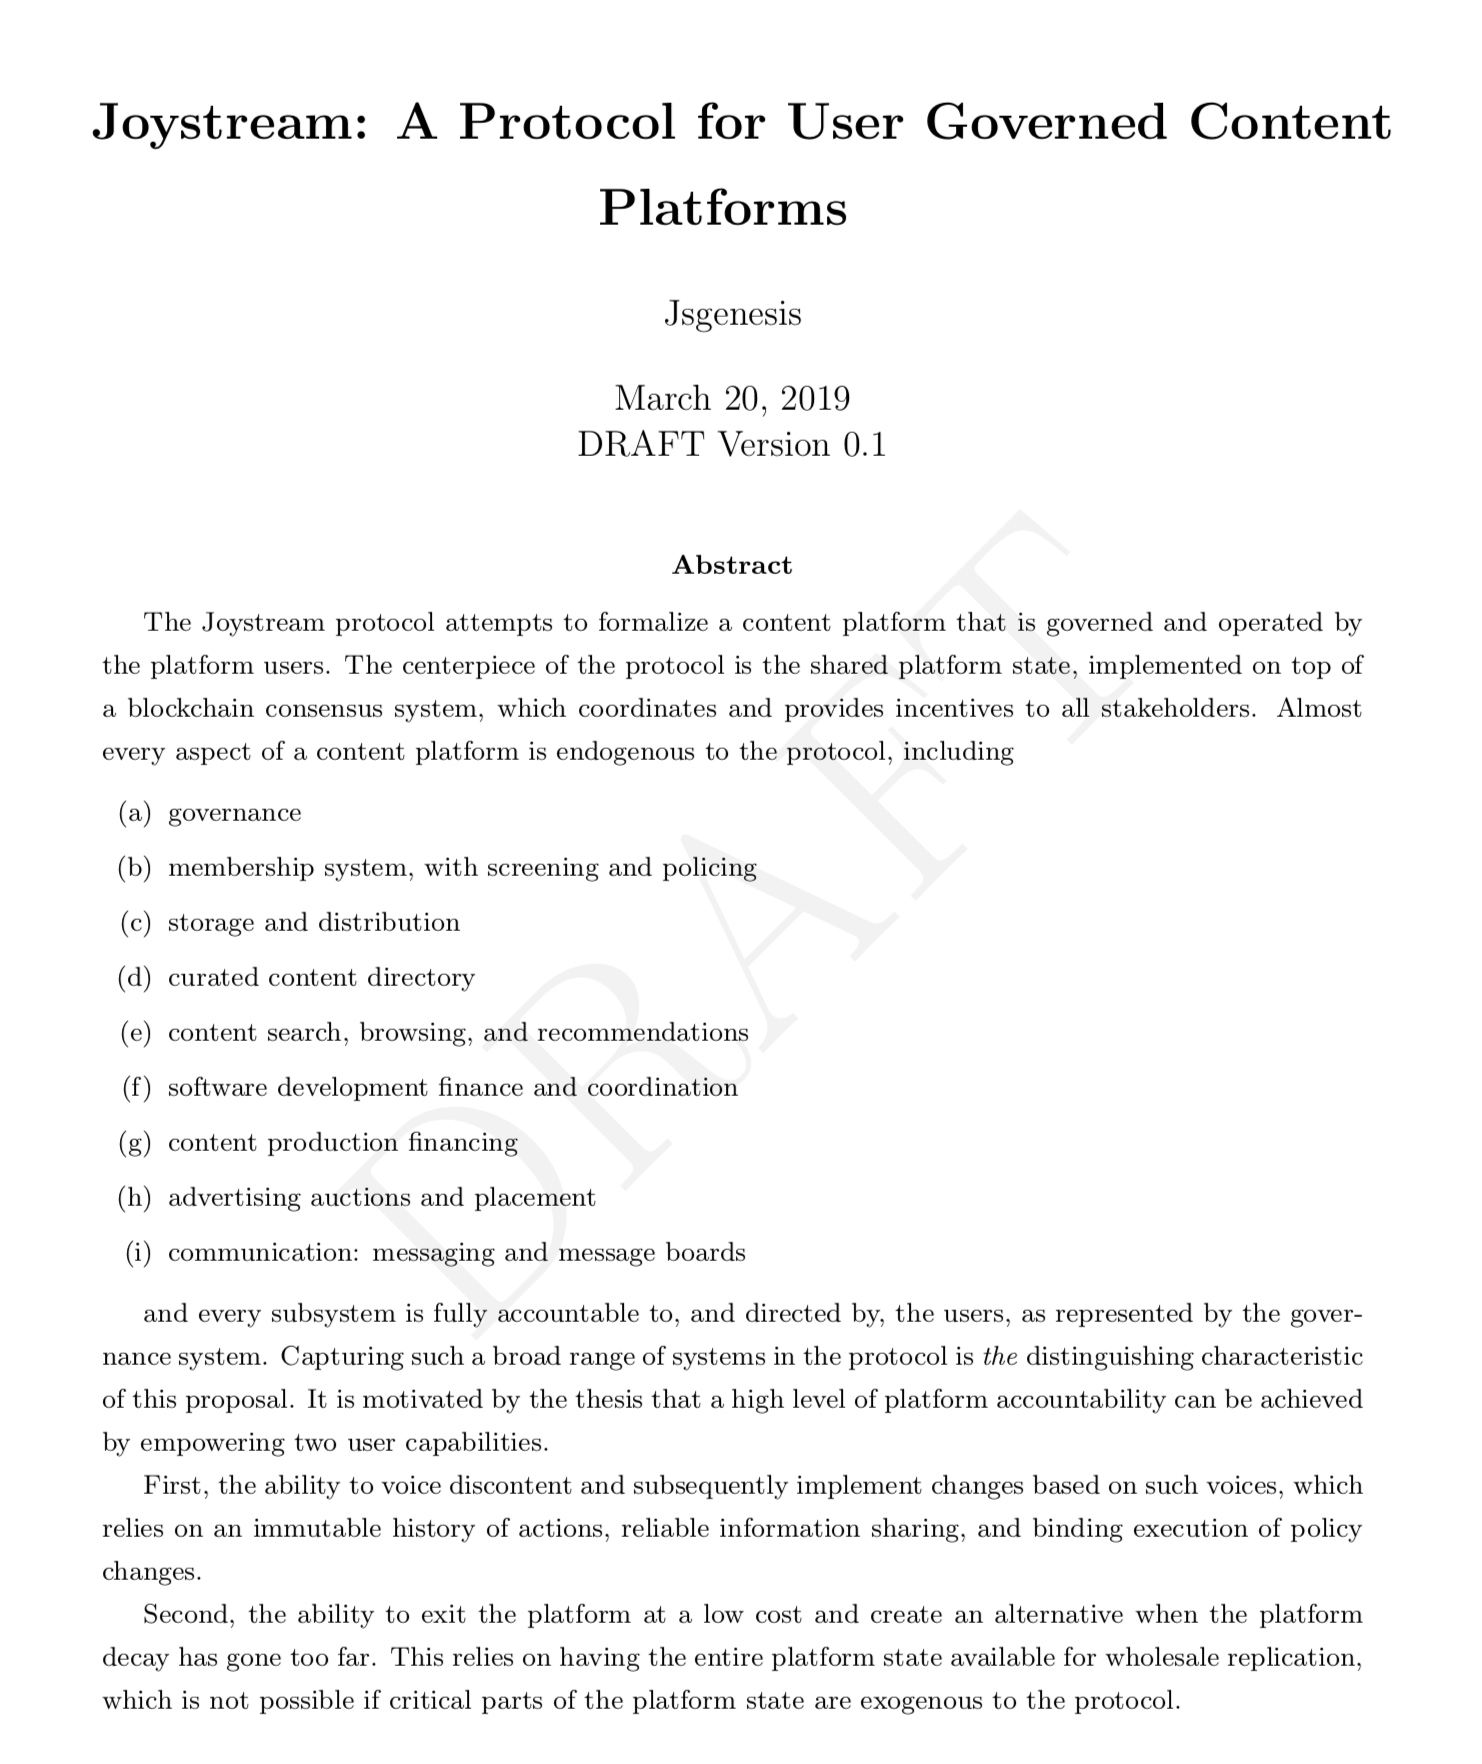 Joystream: A Protocol for User Governed Content
Platforms
Jsgenesis
March 20, 2019
DRAFT Version 0.1
Abstract
The Joystream protocol attempts to formalize a content platform that is governed and operated by
the platform users. The centerpiece of the protocol is the shared platform state, implemented on top of
a blockchain consensus system, which coordinates and provides incentives to all stakeholders. Almost
every aspect of a content platform is endogenous to the protocol, including
(a) governance
(b) membership system, with screening and policing
(c) storage and distribution
(d) curated content directory
(e) content search, browsing, and recommendations
(f) software development finance and coordination
(g) content production financing
(h) advertising auctions and placement
(i) communication: messaging and message boards
and every subsystem is fully accountable to, and directed by, the users, as represented by the gover-
nance system. Capturing such a broad range of systems in the protocol is the distinguishing characteristic
of this proposal. It is motivated by the thesis that a high level of platform accountability can be achieved
by empowering two user capabilities.
First, the ability to voice discontent and subsequently implement changes based on such voices, which
relies on an immutable history of actions, reliable information sharing, and binding execution of policy
changes.
Second, the ability to exit the platform at a low cost and create an alternative when the platform
decay has gone too far. This relies on having the entire platform state available for wholesale replication,
which is not possible if critical parts of the platform state are exogenous to the protocol.
DRAFT